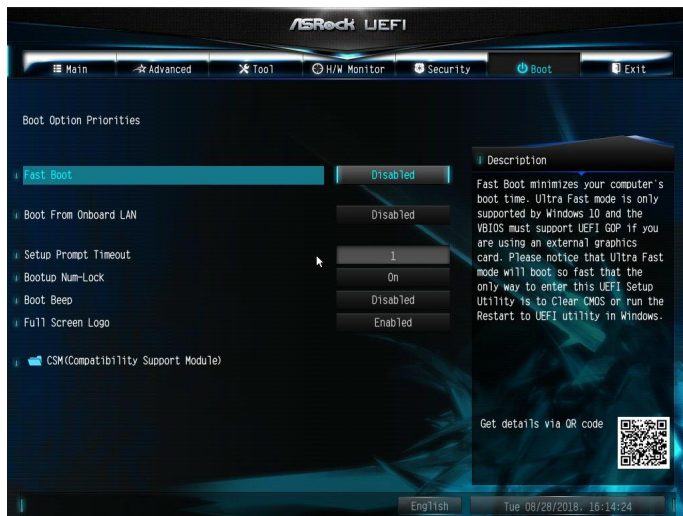 ASRock UEFI
Main
Advanced
Tool
H/W Monitor
Security
Boot
Exit
Boot Option Priorities
Fast Boot Disabled
Boot From Onboard LAN Disabled
Setup Prompt Timeout 1
Bootup Num-Lock On
Boot Beep Disabled
Full Screen Logo Enabled
CSM(Compatibility Support Module)
Description
Fast Boot minimizes your computer's
boot time. Ultra Fast mode is only
supported by Windows 10 and the
VBIOS must support UEFI GOP if you
are using an external graphics
card. Please notice that Ultra Fast
mode will boot so fast that the
only way to enter this UEFI Setup
Utility is to Clear CMOS or run the
Restart to UEFI utility in Windows.
Get details via QR code
English
Tue 08/28/2018. 16:14:24